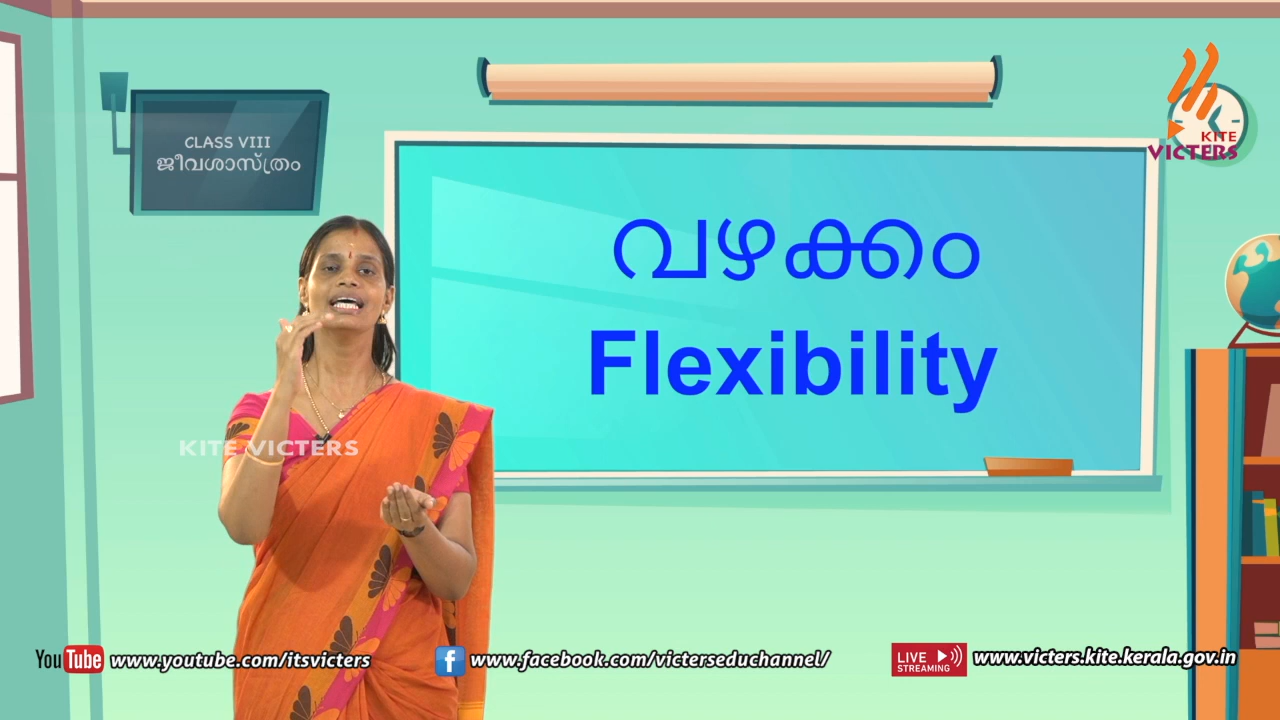 CLASS VIII
ജീവശാസ്ത്രം
KITE
VICTERS
വഴക്കം
Flexibility
KITE VICTERS
YouTube www.youtube.com/itsvicters
f www.facebook.com/victerseduchannel/
LIVE STREAMING www.victers.kite.kerala.gov.in